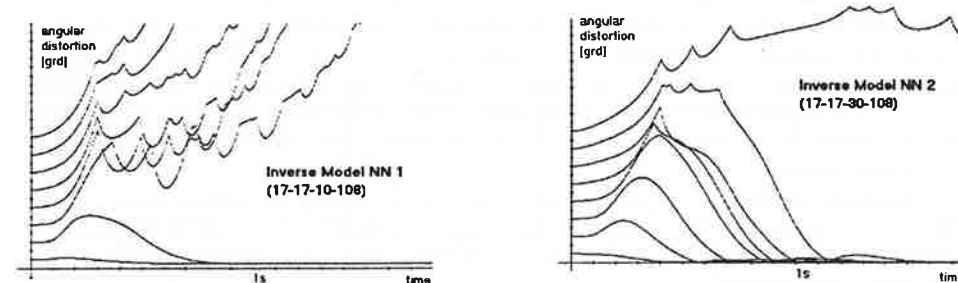 angular
distortion
[grd]
Inverse Model NN 1
(17-17-10-108)
1s
time
angular
distortion
[grd]
Inverse Model NN 2
(17-17-30-108)
1s
tim